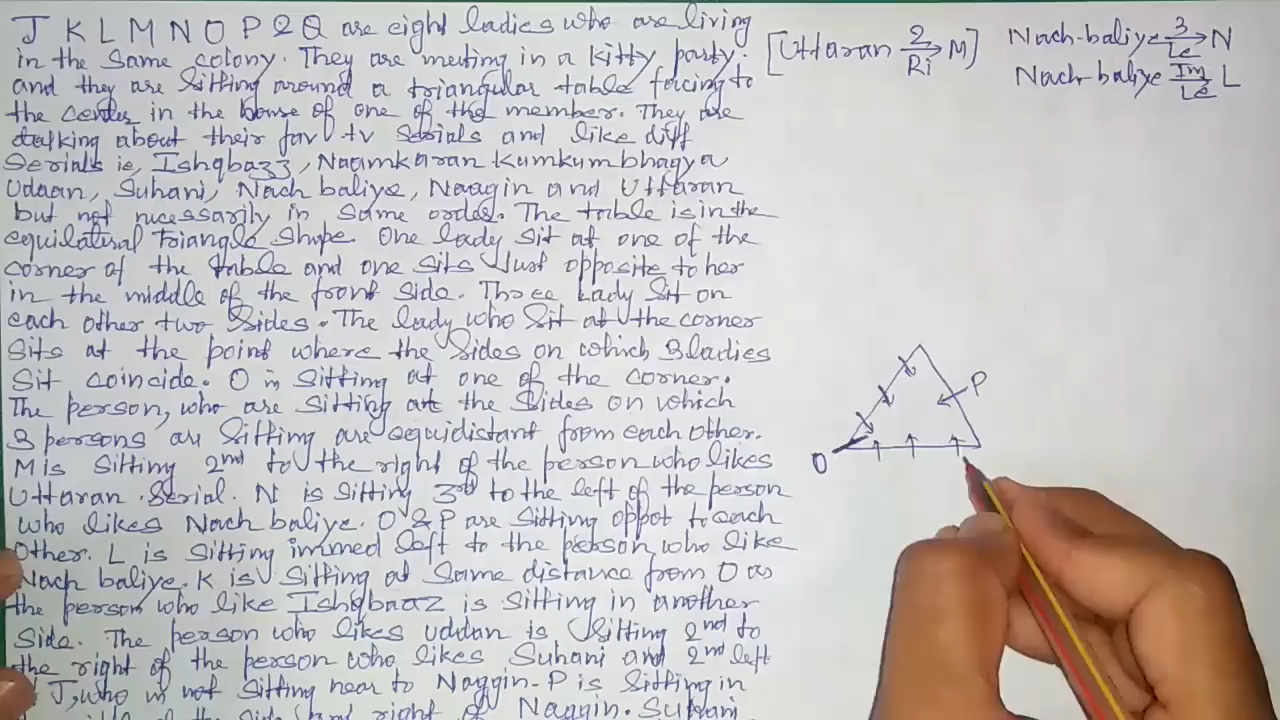 J K L M N O P & Q are eight ladies who are living
in the same colony. They are meeting in a kitty party.
and they are sitting around a triangular table facing to
the center in the house of one of the member. They are
talking about their fav tv serials and like diff
Serials ie, Ishqbazz, Naamkaran Kumkumbhagya
Udaan, Suhani, Nach baliye, Naagin and Uttaran
but not necessarily in same order. The table is in the
equilateral Triangle shape. One lady sit at one of the
corner of the table and one sits Just opposite to her
in the middle of the front side. Three Lady Sit on
each other two sides. The lady who sit at the corner
sits at the point where the sides on which 3 ladies
Sit coincide. O is sitting at one of the corner.
The person, who are sitting at the sides on which
3 persons are sitting are equidistant from each other.
M is sitting 2nd to the right of the person who likes
Uttaran Serial. N is sitting 3rd to the left of the person
who likes Nach baliye. O & P are sitting oppot to each
other. L is sitting immed left to the person who like
Nach baliye. K is sitting at same distance from O as
the person who like Ishqbaaz is sitting in another
side. The person who likes uddan is sitting 2nd to
the right of the person who likes Suhani and 2nd left
J, who is not sitting near to Naggin. P is sitting in
of the side and right of Naggin. Suhani
[Uttaran 2 Ri → M]
Nach-baliye 3 Le → N
Nach-baliye Im Le L
P
O